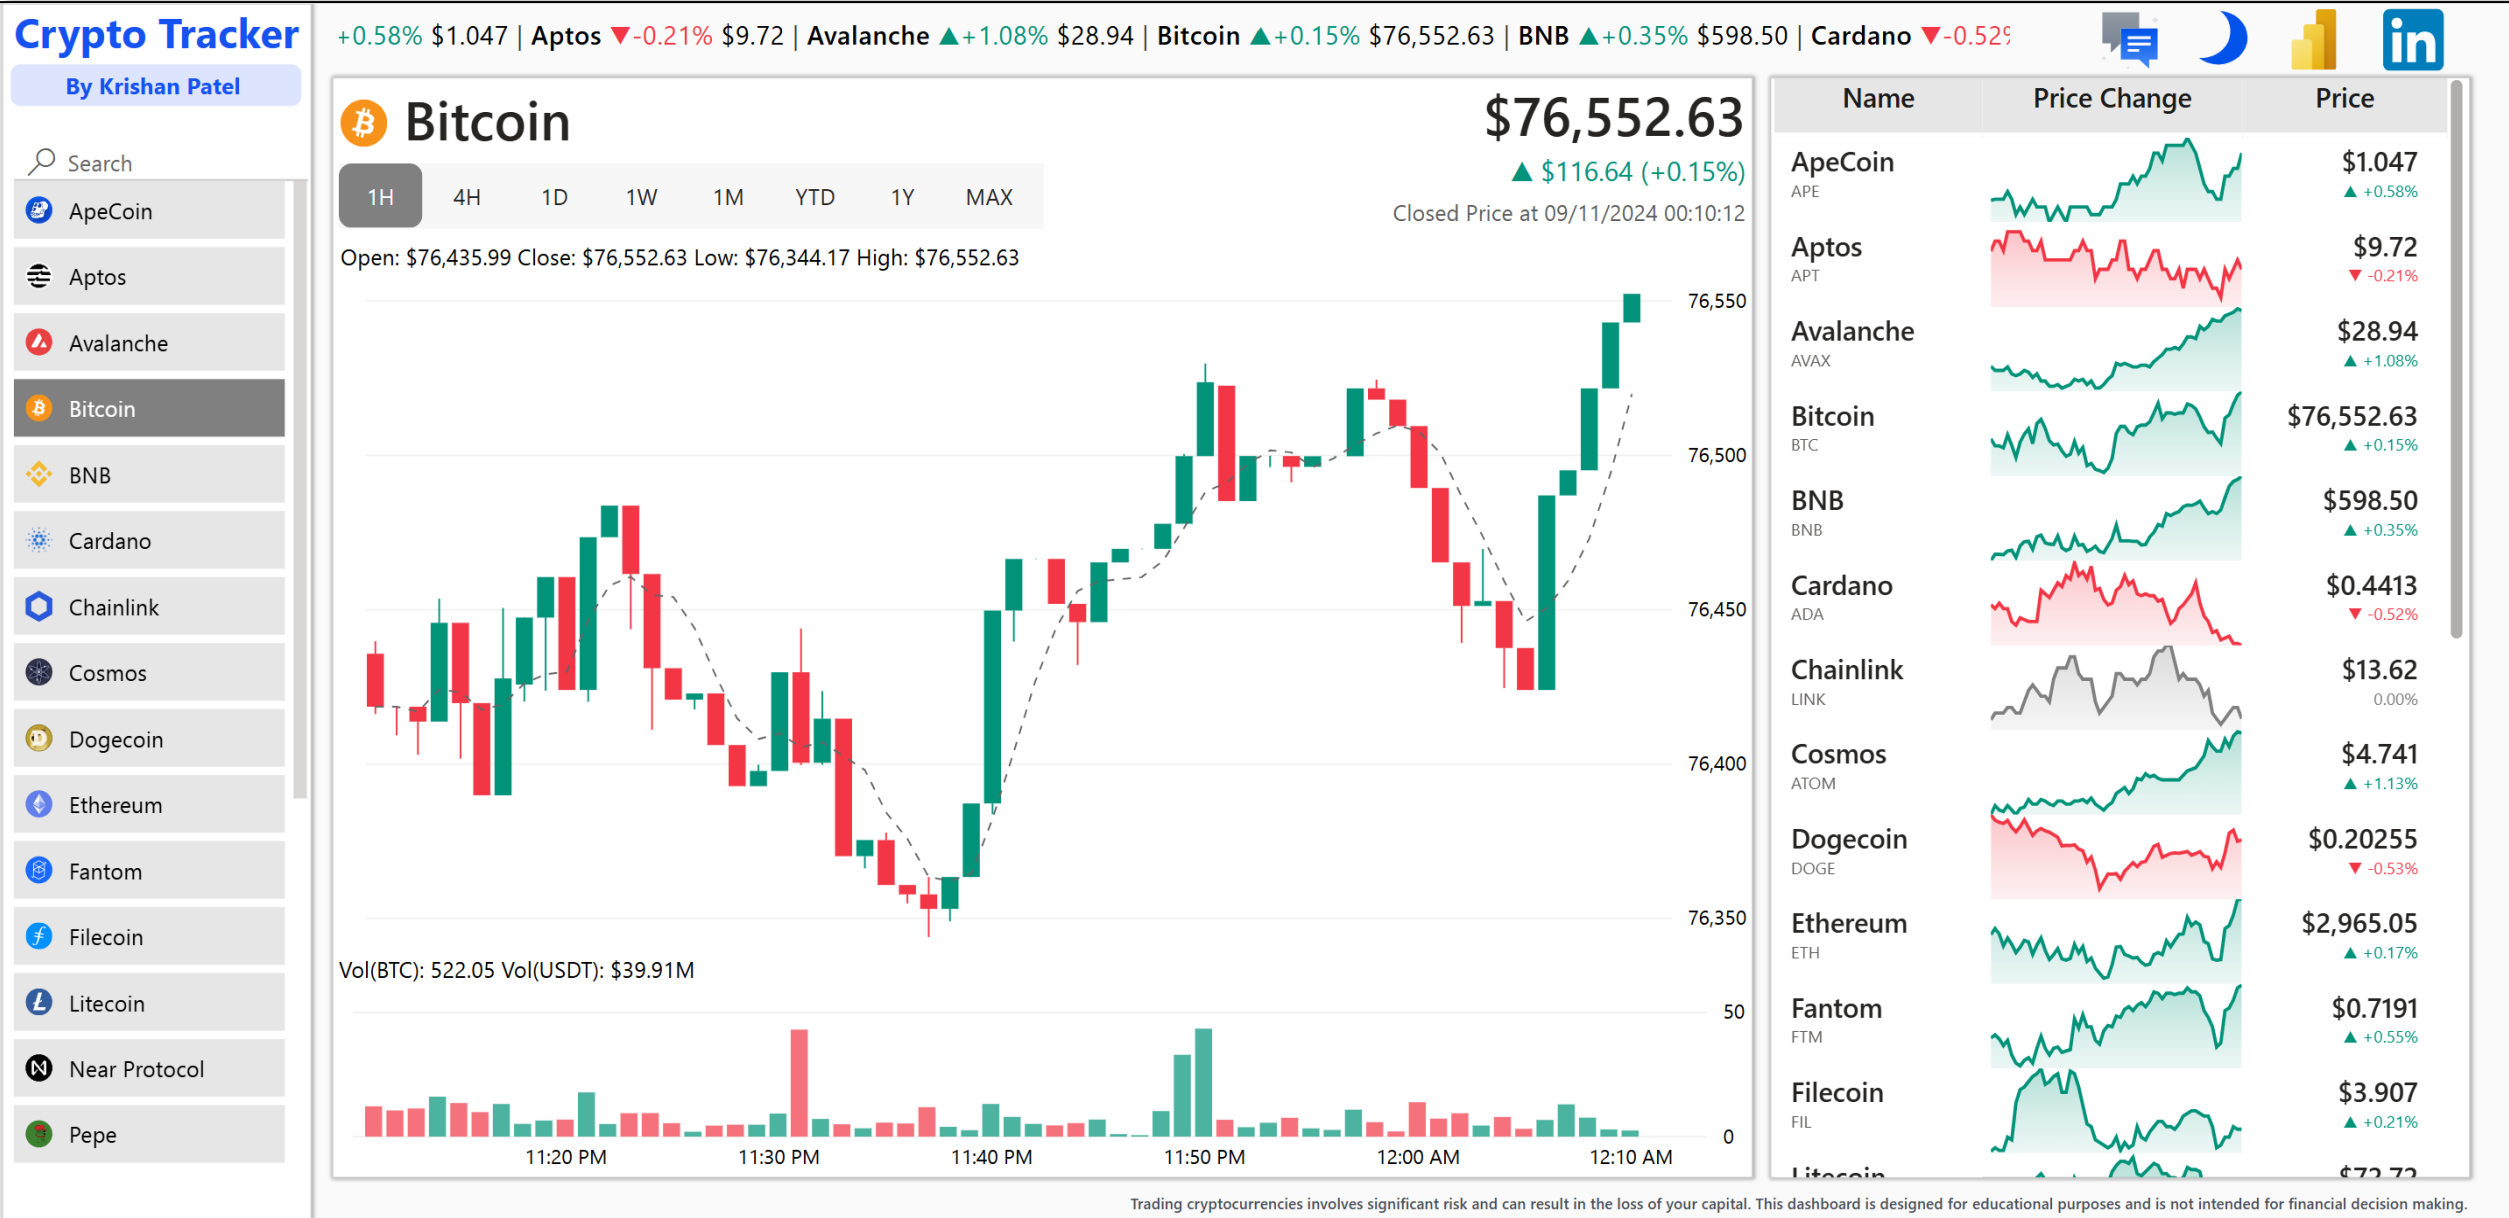 Crypto Tracker
By Krishan Patel
Search
ApeCoin
Aptos
Avalanche
Bitcoin
BNB
Cardano
Chainlink
Cosmos
Dogecoin
Ethereum
Fantom
Filecoin
Litecoin
Near Protocol
Pepe
+0.58% $1.047 | Aptos ▼-0.21% $9.72 | Avalanche ▲+1.08% $28.94 | Bitcoin ▲+0.15% $76,552.63 | BNB ▲+0.35% $598.50 | Cardano ▼-0.52%
in
Bitcoin
$76,552.63
▲ $116.64 (+0.15%)
Closed Price at 09/11/2024 00:10:12
1H 4H 1D 1W 1M YTD 1Y MAX
Open: $76,435.99 Close: $76,552.63 Low: $76,344.17 High: $76,552.63
76,550
76,500
76,450
76,400
76,350
Vol(BTC): 522.05 Vol(USDT): $39.91M
50
0
11:20 PM 11:30 PM 11:40 PM 11:50 PM 12:00 AM 12:10 AM
Name Price Change Price
ApeCoin $1.047
APE ▲ +0.58%
Aptos $9.72
APT ▼ -0.21%
Avalanche $28.94
AVAX ▲ +1.08%
Bitcoin $76,552.63
BTC ▲ +0.15%
BNB $598.50
BNB ▲ +0.35%
Cardano $0.4413
ADA ▼ -0.52%
Chainlink $13.62
LINK 0.00%
Cosmos $4.741
ATOM ▲ +1.13%
Dogecoin $0.20255
DOGE ▼ -0.53%
Ethereum $2,965.05
ETH ▲ +0.17%
Fantom $0.7191
FTM ▲ +0.55%
Filecoin $3.907
FIL ▲ +0.21%
Litecoin $72.72
Trading cryptocurrencies involves significant risk and can result in the loss of your capital. This dashboard is designed for educational purposes and is not intended for financial decision making.